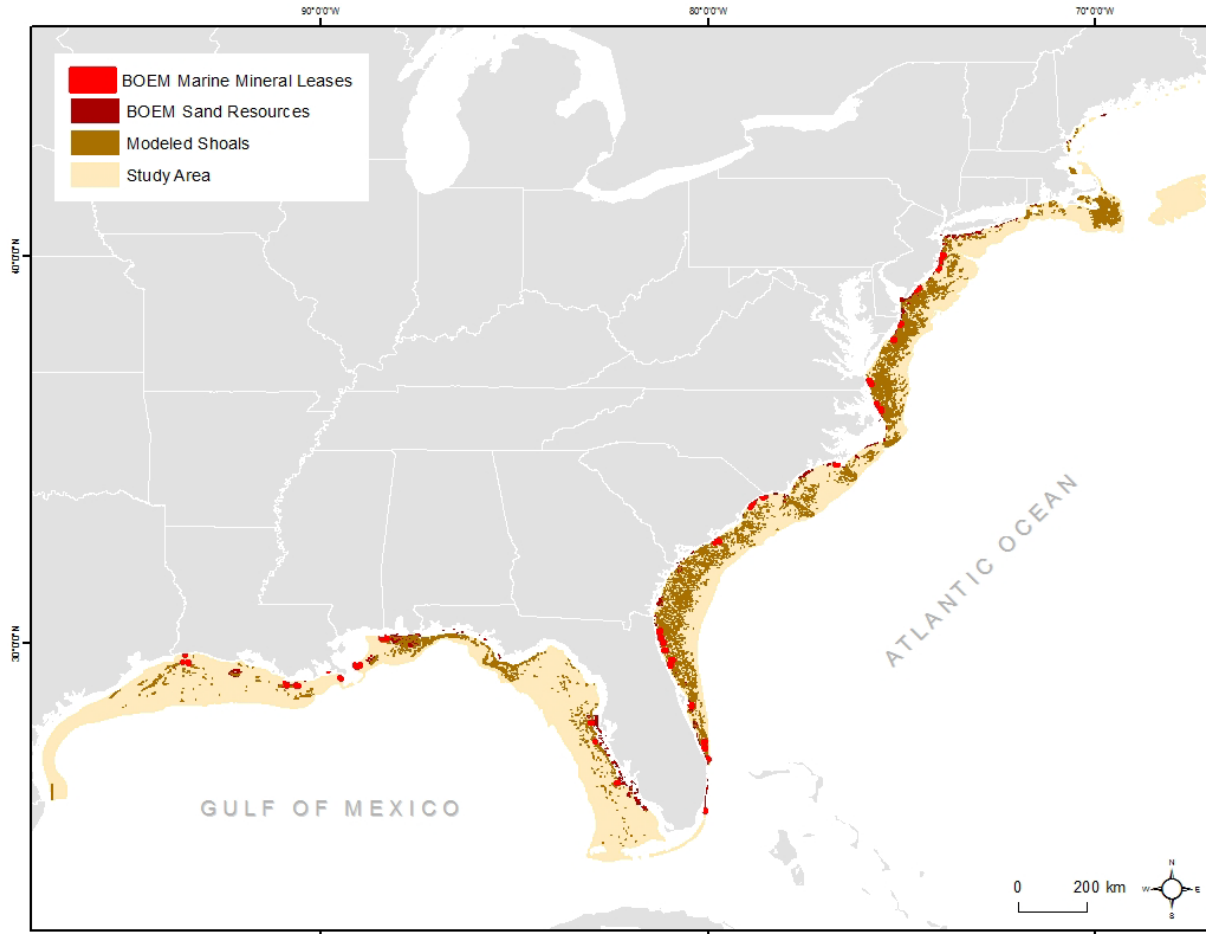 90°0'0"W
80°0'0"W
70°0'0"W
BOEM Marine Mineral Leases
BOEM Sand Resources
Modeled Shoals
Study Area
40°0'0"N
30°0'0"N
ATLANTIC OCEAN
GULF OF MEXICO
0 200 km
N
W E
S